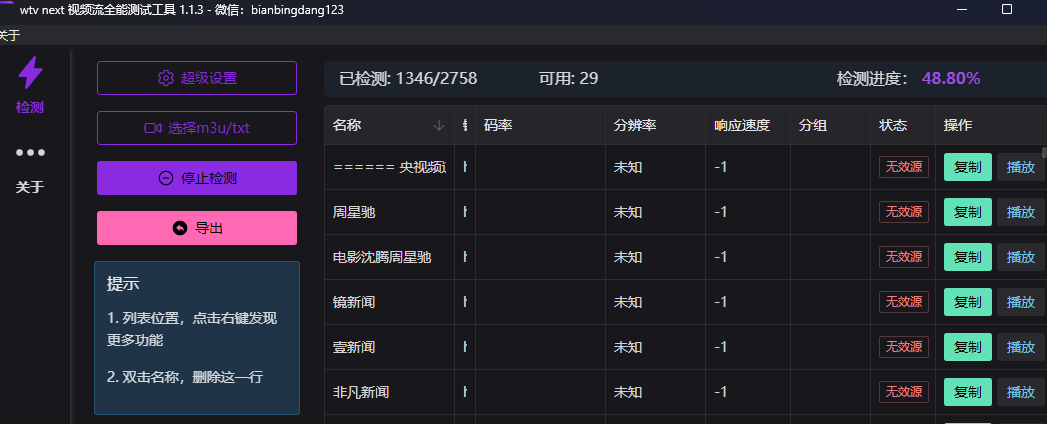 wtv next 视频流全能测试工具 1.1.3 - 微信：bianbingdang123
关于
检测
关于
超级设置
选择m3u/txt
停止检测
导出
提示
1. 列表位置，点击右键发现
更多功能
2. 双击名称，删除这一行
已检测: 1346/2758 可用: 29 检测进度： 48.80%
名称 码率 分辨率 响应速度 分组 状态 操作
====== 央视频 未知 -1 无效源 复制 播放
周星驰 未知 -1 无效源 复制 播放
电影沈腾周星驰 未知 -1 无效源 复制 播放
镜新闻 未知 -1 无效源 复制 播放
壹新闻 未知 -1 无效源 复制 播放
非凡新闻 未知 -1 无效源 复制 播放